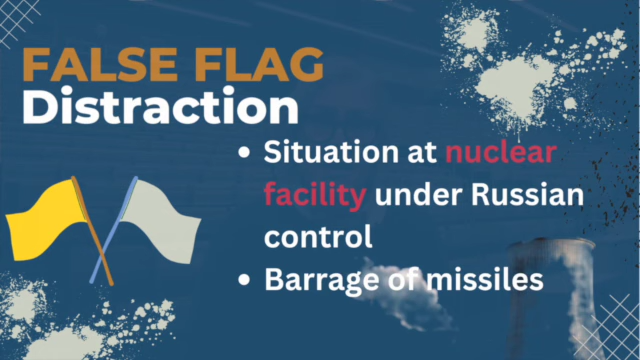 FALSE FLAG
Distraction
• Situation at nuclear
facility under Russian
control
• Barrage of missiles